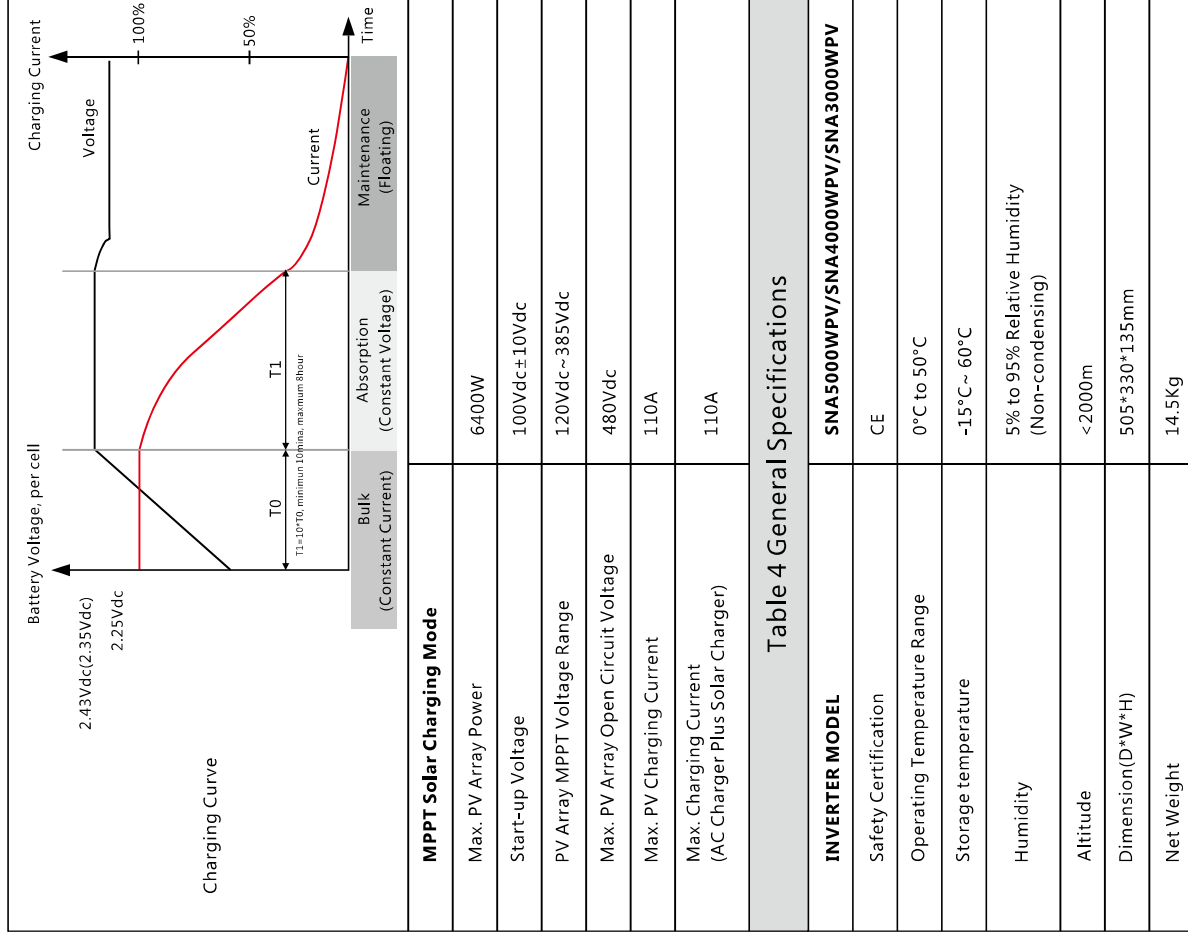 Charging Curve
Battery Voltage, per cell
Charging Current
2.43Vdc(2.35Vdc)
2.25Vdc
Voltage
100%
50%
Current
Time
T0
T1
T1=10*T0, minimun 10mina, maxmum 8hour
Bulk
(Constant Current)
Absorption
(Constant Voltage)
Maintenance
(Floating)
MPPT Solar Charging Mode
Max. PV Array Power 6400W
Start-up Voltage 100Vdc±10Vdc
PV Array MPPT Voltage Range 120Vdc~385Vdc
Max. PV Array Open Circuit Voltage 480Vdc
Max. PV Charging Current 110A
Max. Charging Current
(AC Charger Plus Solar Charger) 110A
Table 4 General Specifications
INVERTER MODEL SNA5000WPV/SNA4000WPV/SNA3000WPV
Safety Certification CE
Operating Temperature Range 0°C to 50°C
Storage temperature -15°C~ 60°C
Humidity 5% to 95% Relative Humidity
(Non-condensing)
Altitude <2000m
Dimension(D*W*H) 505*330*135mm
Net Weight 14.5Kg